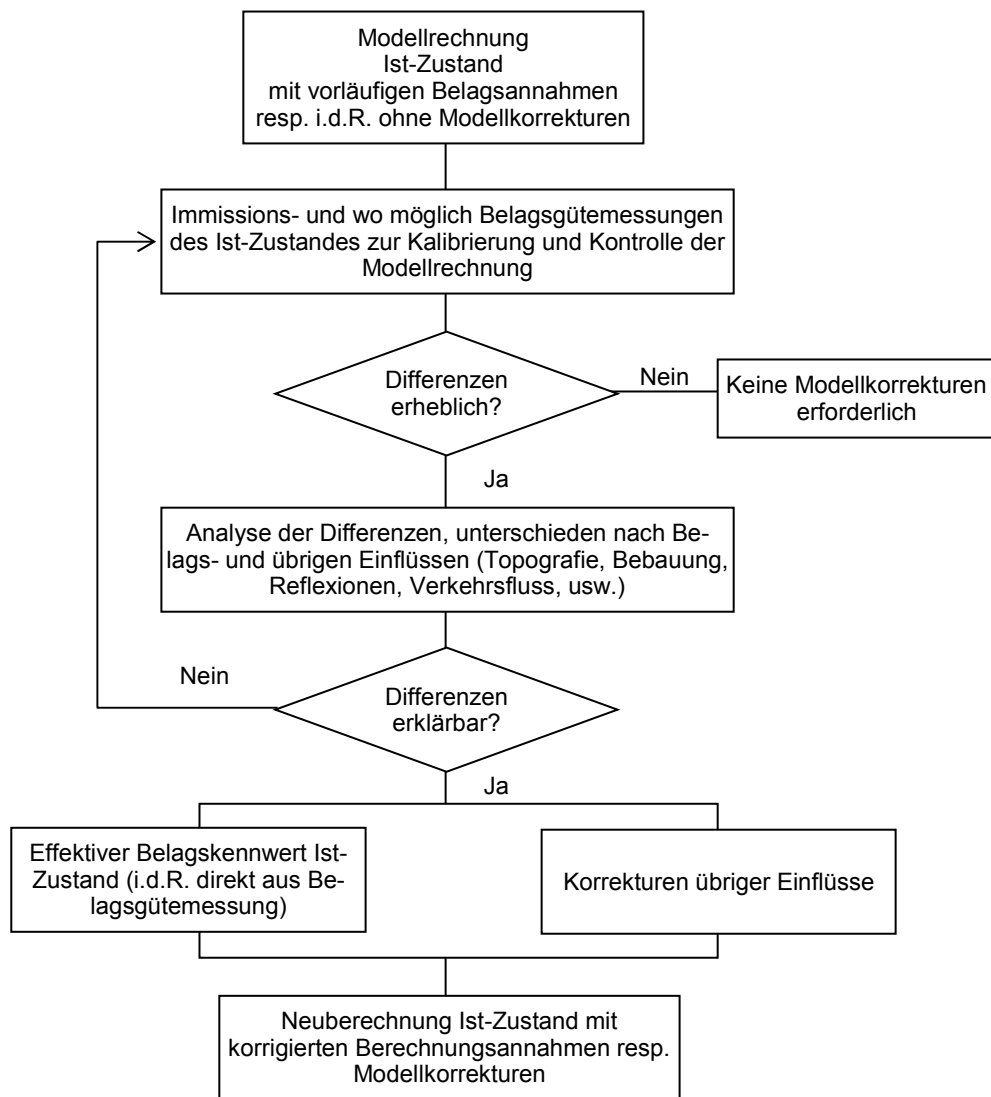 Modellrechnung
Ist-Zustand
mit vorläufigen Belagsannahmen
resp. i.d.R. ohne Modellkorrekturen
Immissions- und wo möglich Belagsgütemessungen
des Ist-Zustandes zur Kalibrierung und Kontrolle der
Modellrechnung
Differenzen
erheblich?
Nein
Keine Modellkorrekturen
erforderlich
Ja
Analyse der Differenzen, unterschieden nach Be-
lags- und übrigen Einflüssen (Topografie, Bebauung,
Reflexionen, Verkehrsfluss, usw.)
Nein
Differenzen
erklärbar?
Ja
Effektiver Belagskennwert Ist-
Zustand (i.d.R. direkt aus Be-
lagsgütemessung)
Korrekturen übriger Einflüsse
Neuberechnung Ist-Zustand mit
korrigierten Berechnungsannahmen resp.
Modellkorrekturen